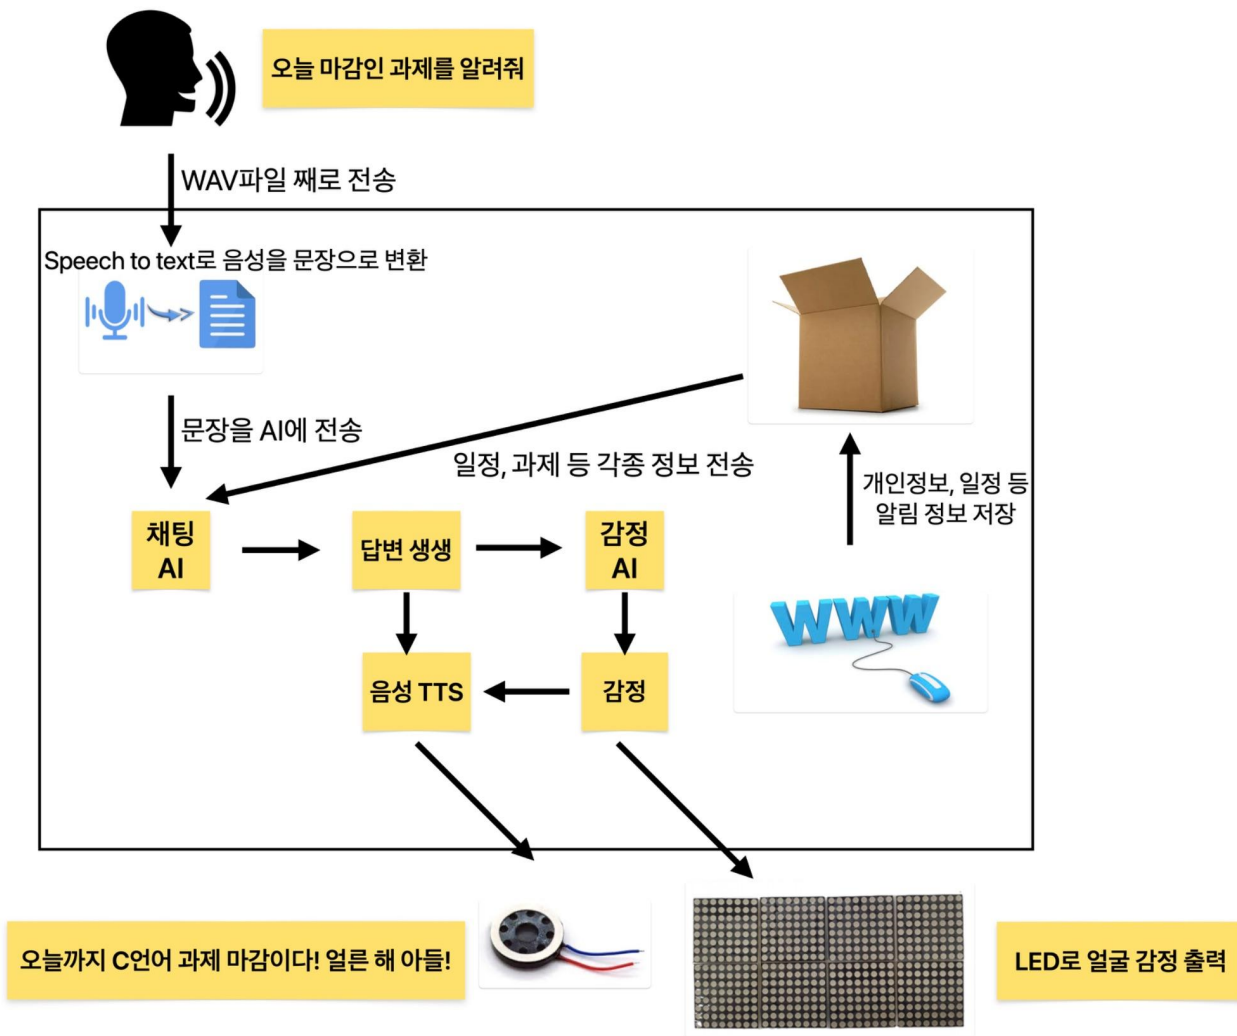 오늘 마감인 과제를 알려줘
WAV파일 째로 전송
Speech to text로 음성을 문장으로 변환
문장을 AI에 전송
일정, 과제 등 각종 정보 전송
개인정보, 일정 등
알림 정보 저장
채팅
AI
답변 생생
감정
AI
WWW
음성 TTS
감정
오늘까지 C언어 과제 마감이다! 얼른 해 아들!
LED로 얼굴 감정 출력